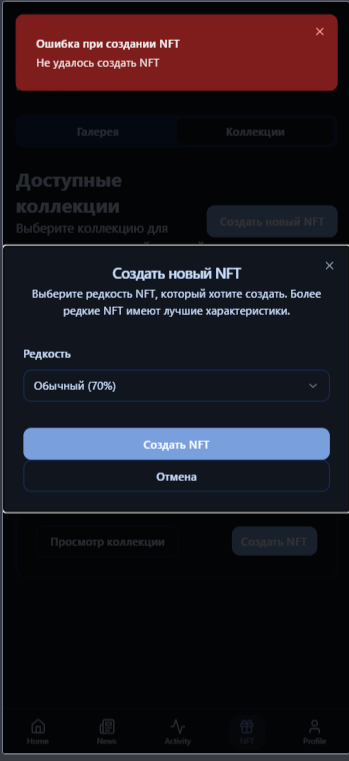 Ошибка при создании NFT
Не удалось создать NFT
Галерея
Коллекции
Доступные
коллекции
Создать новый NFT
Выберите коллекцию для
Создать новый NFT
Выберите редкость NFT, который хотите создать. Более
редкие NFT имеют лучшие характеристики.
Редкость
Обычный (70%)
Создать NFT
Отмена
Просмотр коллекции
Создать NFT
Home
News
Activity
NFT
Profile